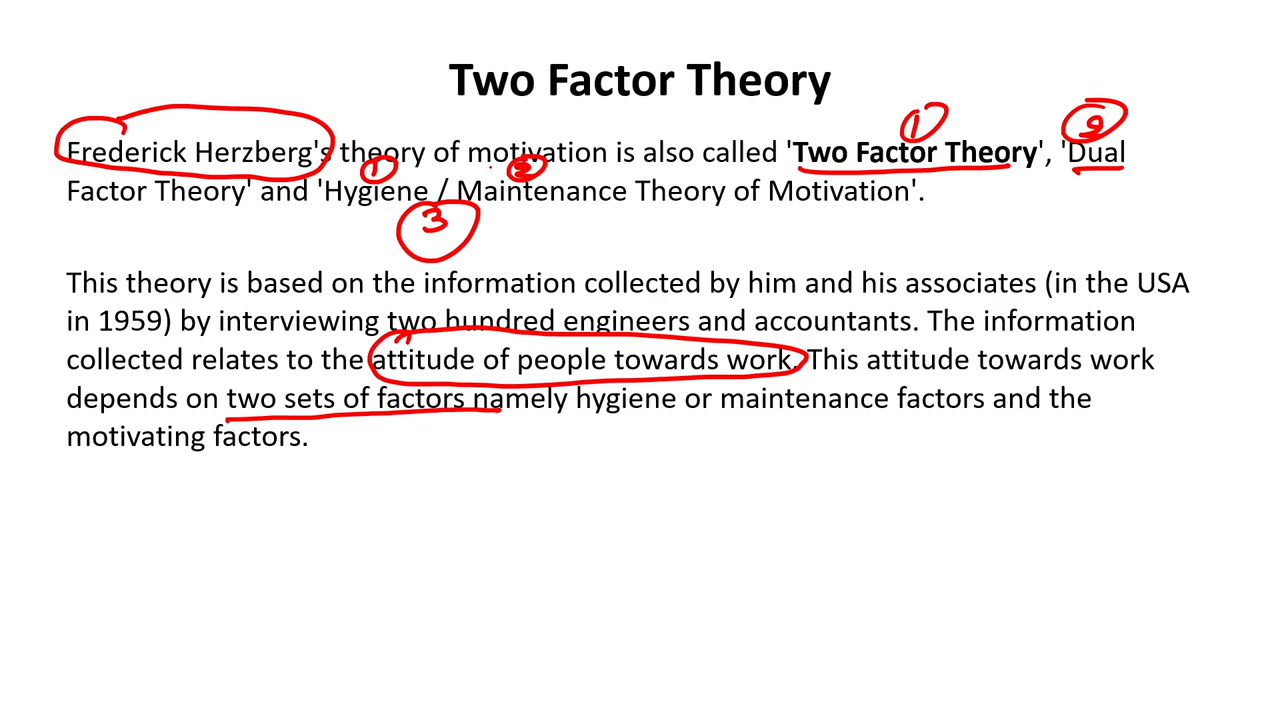 Two Factor Theory
① 2
Frederick Herzberg's theory of motivation is also called 'Two Factor Theory', 'Dual
① 2
Factor Theory' and 'Hygiene / Maintenance Theory of Motivation'.
3
This theory is based on the information collected by him and his associates (in the USA
in 1959) by interviewing two hundred engineers and accountants. The information
collected relates to the attitude of people towards work. This attitude towards work
depends on two sets of factors namely hygiene or maintenance factors and the
motivating factors.